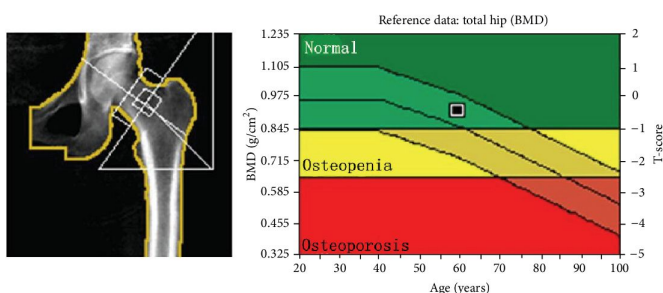 Reference data: total hip (BMD)
BMD (g/cm²)
1.235
1.105
0.975
0.845
0.715
0.585
0.455
0.325
Normal
Osteopenia
Osteoporosis
2
1
0
−1
−2
−3
−4
−5
T-score
20 30 40 50 60 70 80 90 100
Age (years)